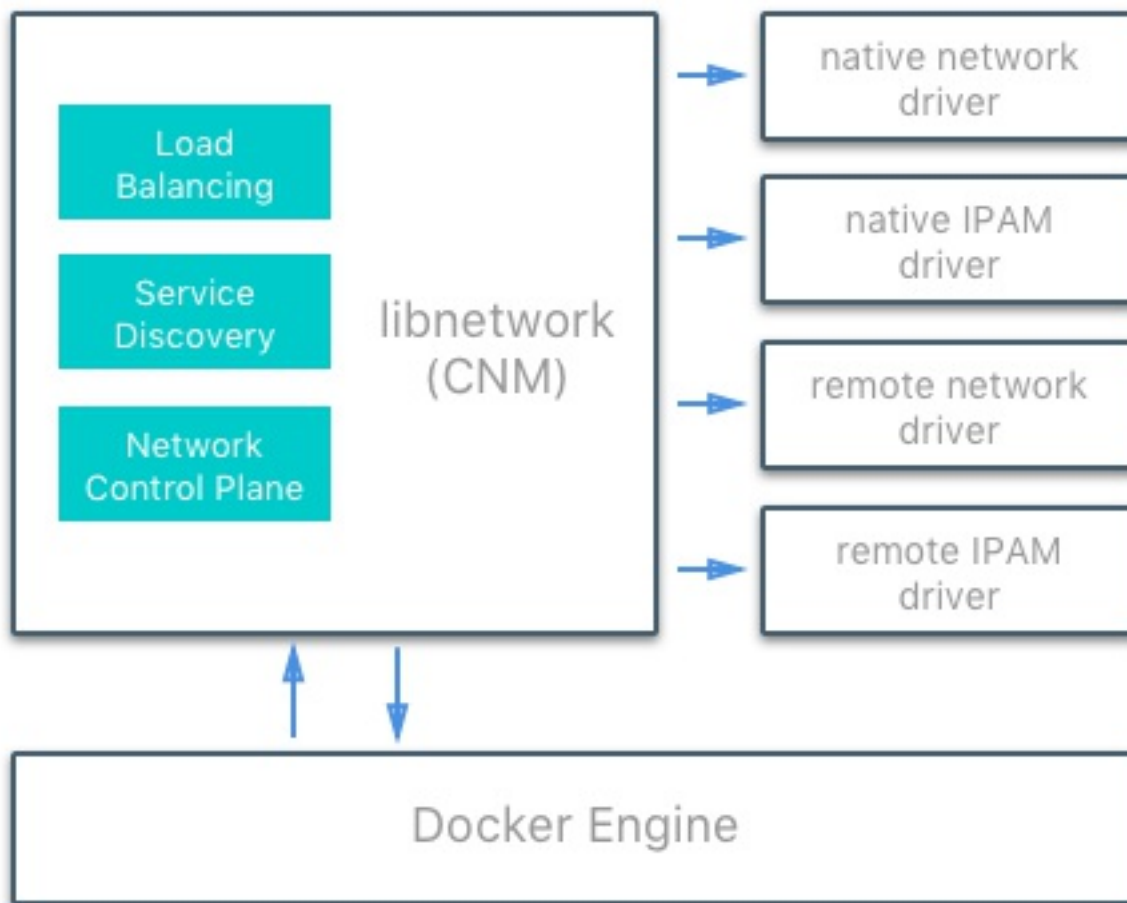 Load
Balancing
Service
Discovery
Network
Control Plane
libnetwork
(CNM)
native network
driver
native IPAM
driver
remote network
driver
remote IPAM
driver
Docker Engine